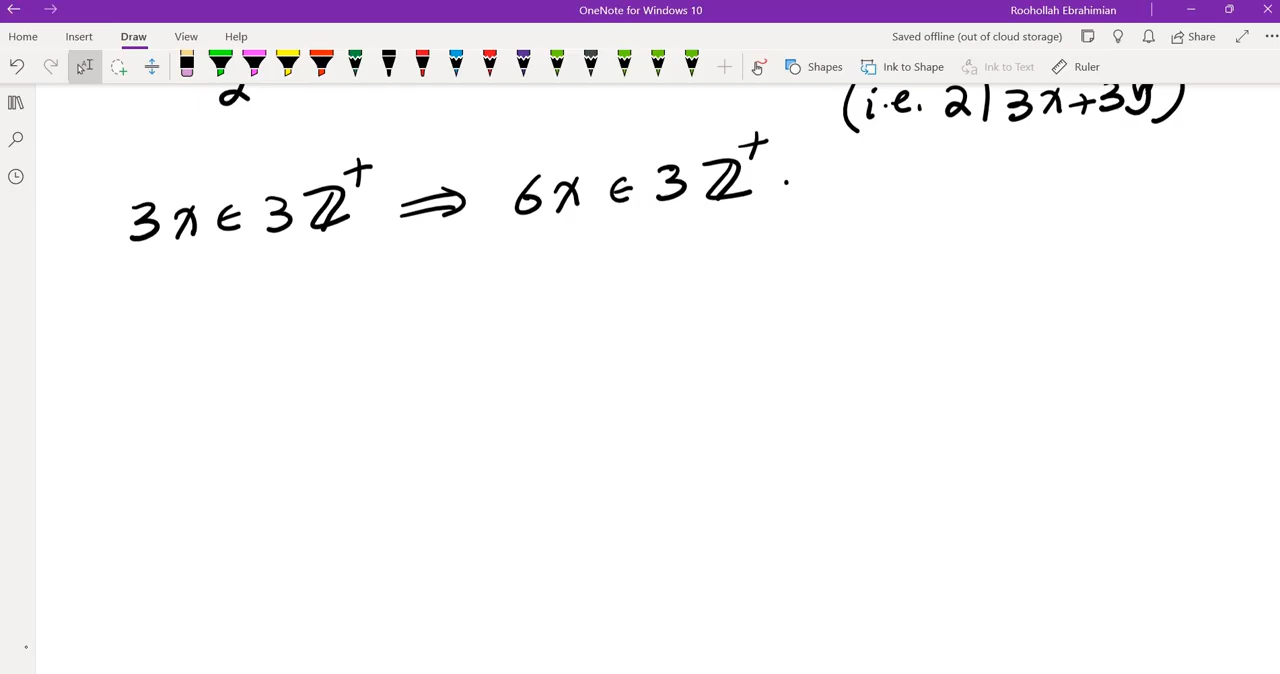 OneNote for Windows 10
Roohollah Ebrahimian
Home Insert Draw View Help
Saved offline (out of cloud storage)
Share
Shapes
Ink to Shape
Ink to Text
Ruler
2
(i.e. 2 | 3x+3y)
3x ∈ 3ℤ⁺ ⟹ 6x ∈ 3ℤ⁺.